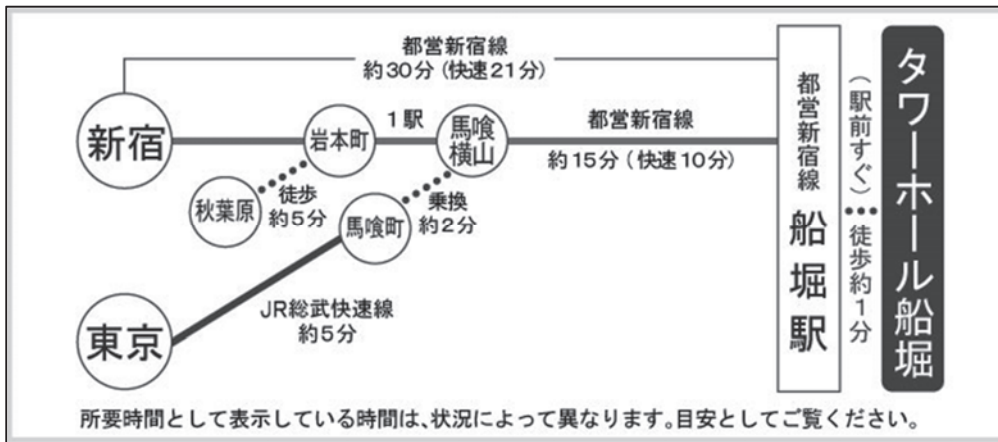 都営新宿線
約30分(快速21分)
新宿
岩本町
1駅
馬喰
横山
都営新宿線
約15分(快速10分)
秋葉原
徒歩
約5分
馬喰町
乗換
約2分
東京
JR総武快速線
約5分
都営新宿線 船堀駅
(駅前すぐ) 徒歩約1分
タワーホール船堀
所要時間として表示している時間は、状況によって異なります。目安としてご覧ください。